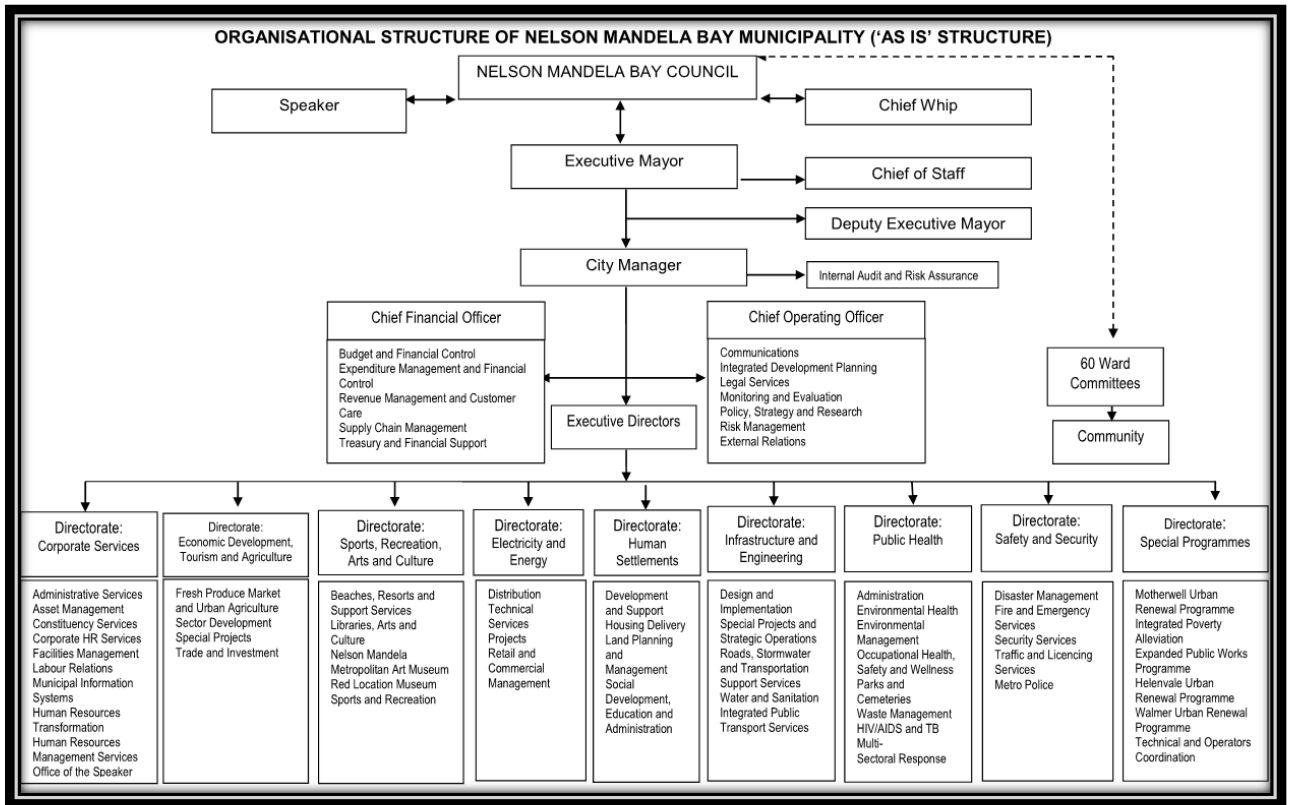 ORGANISATIONAL STRUCTURE OF NELSON MANDELA BAY MUNICIPALITY ('AS IS' STRUCTURE)
NELSON MANDELA BAY COUNCIL
Speaker
Chief Whip
Executive Mayor
Chief of Staff
Deputy Executive Mayor
City Manager
Internal Audit and Risk Assurance
Chief Financial Officer
Budget and Financial Control
Expenditure Management and Financial
Control
Revenue Management and Customer
Care
Supply Chain Management
Treasury and Financial Support
Chief Operating Officer
Communications
Integrated Development Planning
Legal Services
Monitoring and Evaluation
Policy, Strategy and Research
Risk Management
External Relations
60 Ward
Committees
Community
Executive Directors
Directorate:
Corporate Services
Administrative Services
Asset Management
Constituency Services
Corporate HR Services
Facilities Management
Labour Relations
Municipal Information
Systems
Human Resources
Transformation
Human Resources
Management Services
Office of the Speaker
Directorate:
Economic Development,
Tourism and Agriculture
Fresh Produce Market
and Urban Agriculture
Sector Development
Special Projects
Trade and Investment
Directorate:
Sports, Recreation,
Arts and Culture
Beaches, Resorts and
Support Services
Libraries, Arts and
Culture
Nelson Mandela
Metropolitan Art Museum
Red Location Museum
Sports and Recreation
Directorate:
Electricity and
Energy
Distribution
Technical
Services
Projects
Retail and
Commercial
Management
Directorate:
Human
Settlements
Development
and Support
Housing Delivery
Land Planning
and
Management
Social
Development,
Education and
Administration
Directorate:
Infrastructure and
Engineering
Design and
Implementation
Special Projects and
Strategic Operations
Roads, Stormwater
and Transportation
Support Services
Water and Sanitation
Integrated Public
Transport Services
Directorate:
Public Health
Administration
Environmental Health
Environmental
Management
Occupational Health,
Safety and Wellness
Parks and
Cemeteries
Waste Management
HIV/AIDS and TB
Multi-
Sectoral Response
Directorate:
Safety and Security
Disaster Management
Fire and Emergency
Services
Security Services
Traffic and Licencing
Services
Metro Police
Directorate:
Special Programmes
Motherwell Urban
Renewal Programme
Integrated Poverty
Alleviation
Expanded Public Works
Programme
Helenvale Urban
Renewal Programme
Walmer Urban Renewal
Programme
Technical and Operators
Coordination